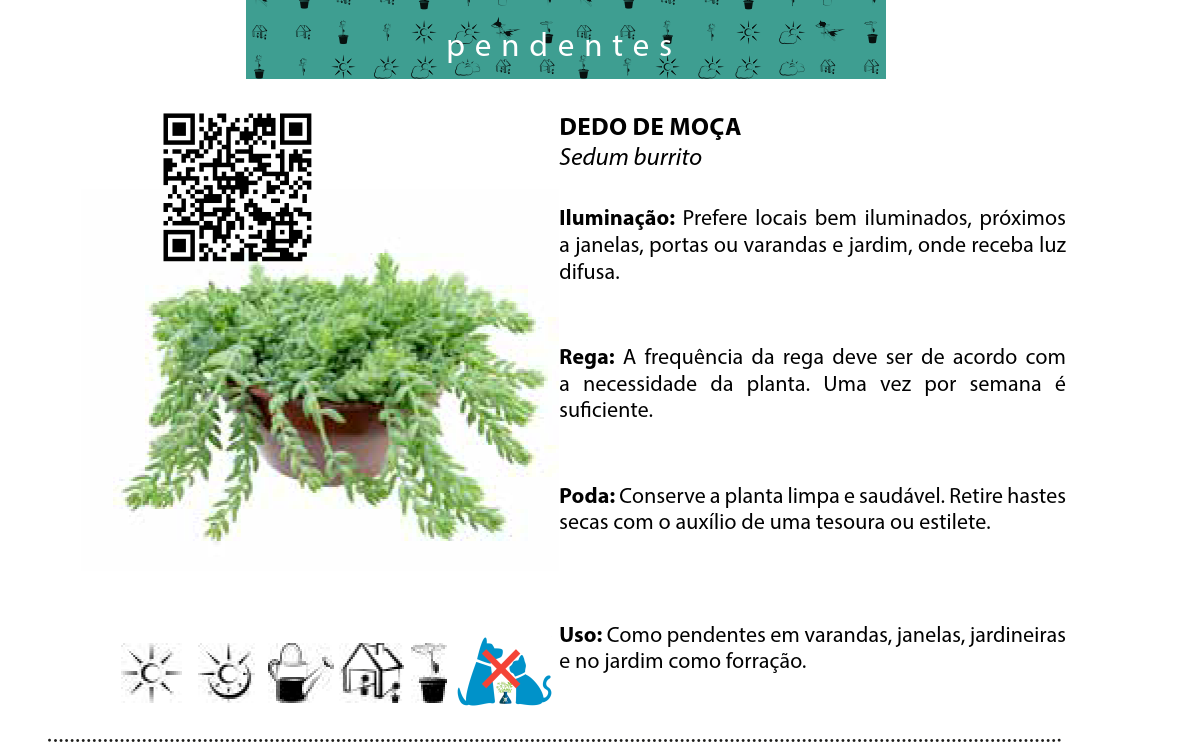 pendentes
DEDO DE MOÇA
Sedum burrito
Iluminação: Prefere locais bem iluminados, próximos
a janelas, portas ou varandas e jardim, onde receba luz
difusa.
Rega: A frequência da rega deve ser de acordo com
a necessidade da planta. Uma vez por semana é
suficiente.
Poda: Conserve a planta limpa e saudável. Retire hastes
secas com o auxílio de uma tesoura ou estilete.
Uso: Como pendentes em varandas, janelas, jardineiras
e no jardim como forração.